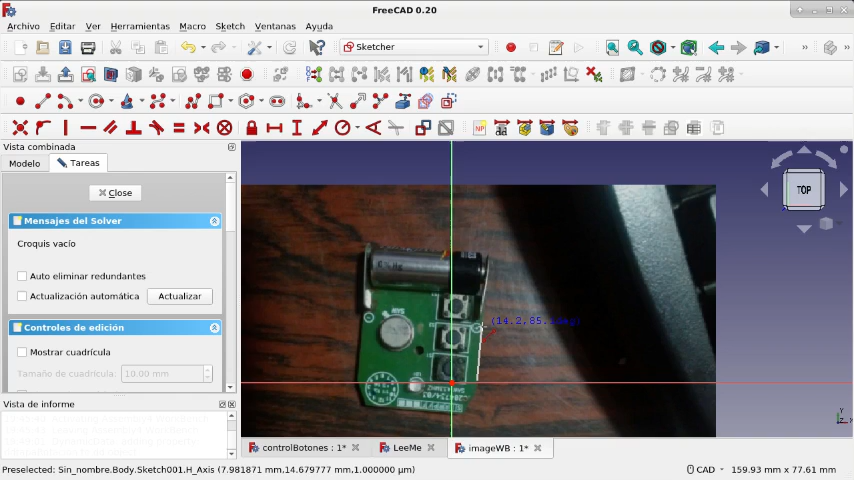 FreeCAD 0.20
Archivo Editar Ver Herramientas Macro Sketch Ventanas Ayuda
Sketcher
Vista combinada
Modelo Tareas
Close
Mensajes del Solver
Croquis vacío
Auto eliminar redundantes
Actualización automática Actualizar
Controles de edición
Mostrar cuadrícula
Tamaño de cuadrícula: 10.00 mm
Vista de informe
TOP
controlBotones : 1* LeeMe imageWB : 1*
Preselected: Sin_nombre.Body.Sketch001.H_Axis (7.981871 mm,14.679777 mm,1.000000 µm) CAD 159.93 mm x 77.61 mm